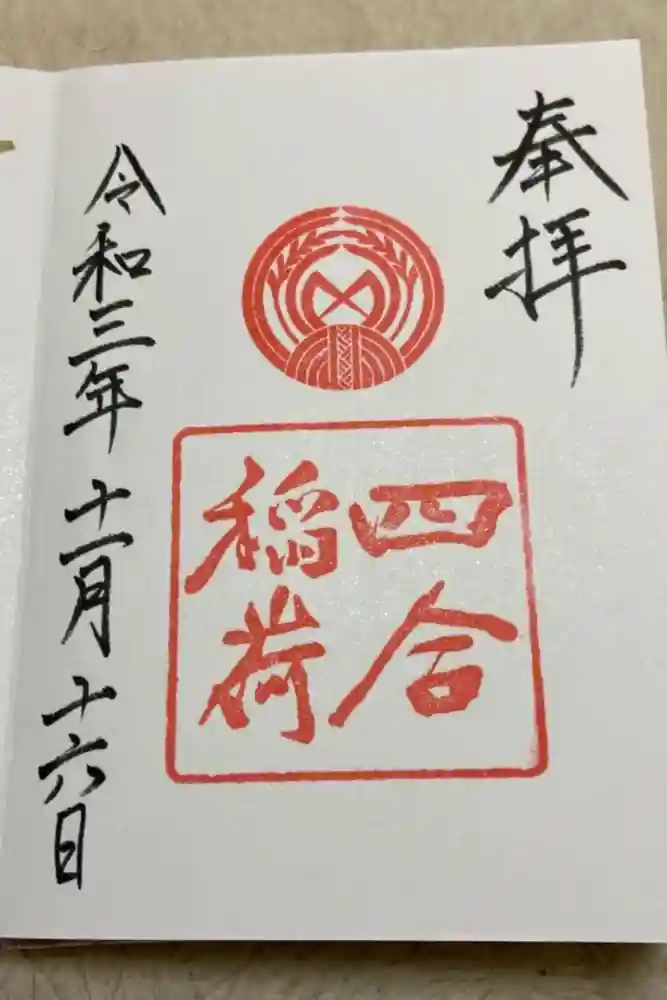 奉拝
四合
稲荷
令和三年十一月十六日